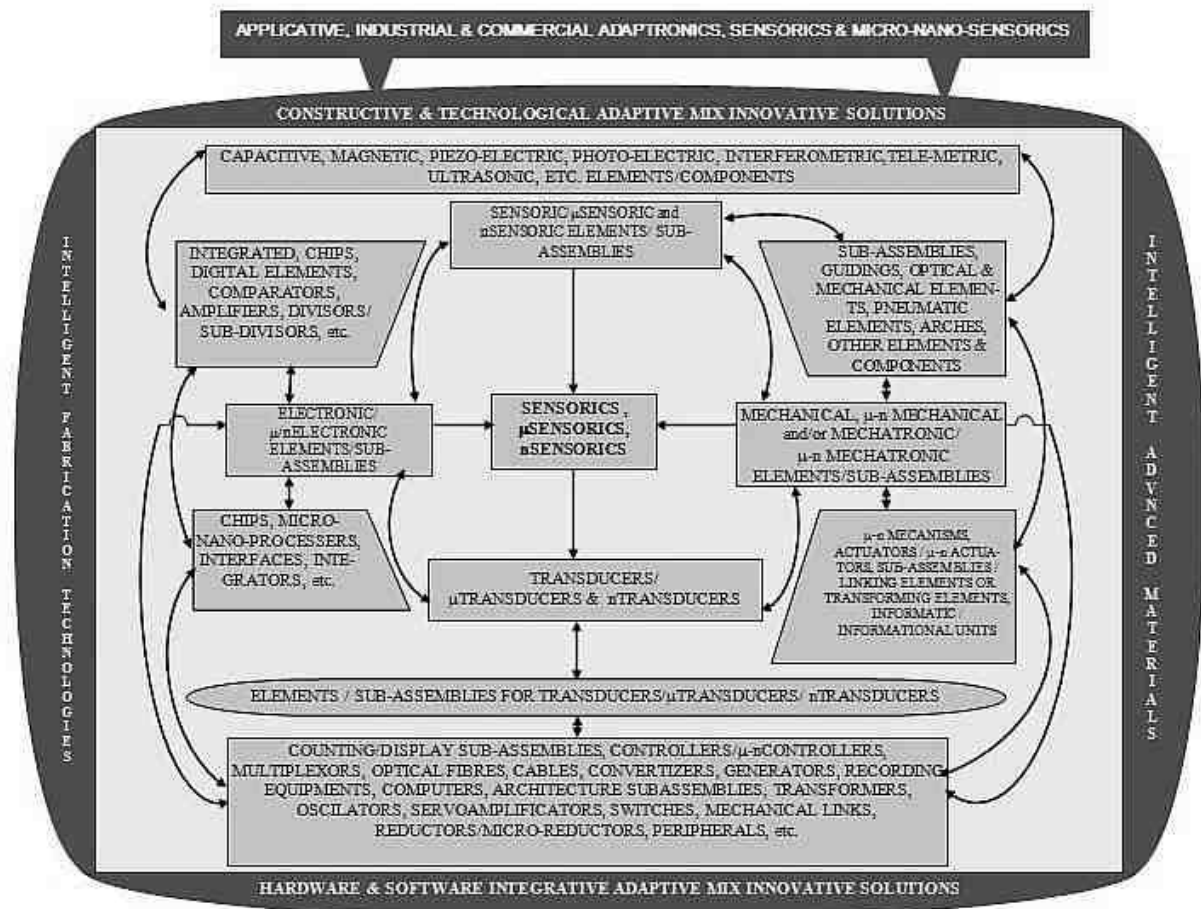 APPLICATIVE, INDUSTRIAL & COMMERCIAL ADAPTRONICS, SENSORICS & MICRO-NANO-SENSORICS
CONSTRUCTIVE & TECHNOLOGICAL ADAPTIVE MIX INNOVATIVE SOLUTIONS
CAPACITIVE, MAGNETIC, PIEZO-ELECTRIC, PHOTO-ELECTRIC, INTERFEROMETRIC,TELE-METRIC,
ULTRASONIC, ETC. ELEMENTS/COMPONENTS
SENSORIC/μSENSORIC and
nSENSORIC ELEMENTS/ SUB-
ASSEMBLIES
INTEGRATED, CHIPS,
DIGITAL ELEMENTS,
COMPARATORS,
AMPLIFIERS, DIVISORS/
SUB-DIVISORS, etc.
SUB-ASSEMBLIES,
GUIDINGS, OPTICAL &
MECHANICAL ELEMEN-
TS, PNEUMATIC
ELEMENTS, ARCHES,
OTHER ELEMENTS &
COMPONENTS
INTELLIGENT FABRICATION TECHNOLOGIES
INTELLIGENT ADVNCED MATERIALS
ELECTRONIC/
μ/nELECTRONIC
ELEMENTS/SUB-
ASSEMBLIES
SENSORICS ,
μSENSORICS,
nSENSORICS
MECHANICAL, μ-n MECHANICAL
and/or MECHATRONIC/
μ-n MECHATRONIC
ELEMENTS/SUB-ASSEMBLIES
CHIPS, MICRO-
NANO-PROCESSERS,
INTERFACES, INTE-
GRATORS, etc.
TRANSDUCERS/
μTRANSDUCERS & nTRANSDUCERS
μ-n MECANISMS,
ACTUATORS / μ-n ACTUA-
TORS, SUB-ASSEMBLIES /
LINKING ELEMENTS OR
TRANSFORMING ELEMENTS,
INFORMATIC
INFORMATIONAL UNITS
ELEMENTS / SUB-ASSEMBLIES FOR TRANSDUCERS/μTRANSDUCERS/ nTRANSDUCERS
COUNTING/DISPLAY SUB-ASSEMBLIES, CONTROLLERS/μ-nCONTROLLERS,
MULTIPLEXORS, OPTICAL FIBRES, CABLES, CONVERTIZERS, GENERATORS, RECORDING
EQUIPMENTS, COMPUTERS, ARCHITECTURE SUBASSEMBLIES, TRANSFORMERS,
OSCILATORS, SERVOAMPLIFICATORS, SWITCHES, MECHANICAL LINKS,
REDUCTORS/MICRO-REDUCTORS, PERIPHERALS, etc.
HARDWARE & SOFTWARE INTEGRATIVE ADAPTIVE MIX INNOVATIVE SOLUTIONS